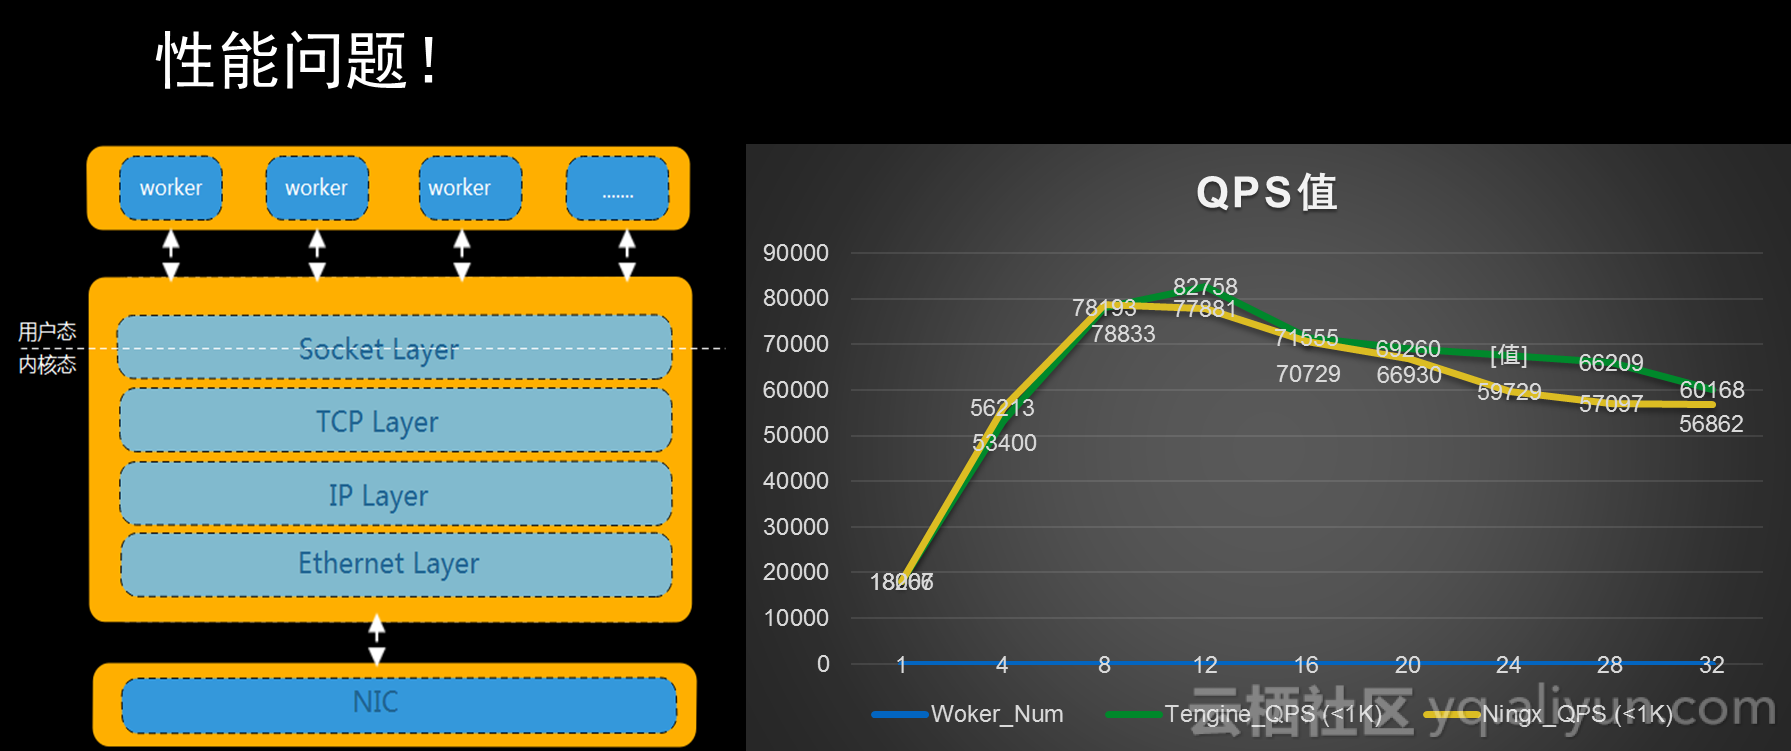 性能问题！
worker
worker
worker
.......
用户态
内核态
Socket Layer
TCP Layer
IP Layer
Ethernet Layer
NIC
QPS值
90000
80000
70000
60000
50000
40000
30000
20000
10000
0
56213
53400
78193
78833
82758
77881
71555
70729
69260
66930
[值]
59729
66209
57097
60168
56862
1 4 8 12 16 20 24 28 32
Woker_Num Tengine_QPS (<1K) Ningx_QPS (<1K)
云栖社区 yq.aliyun.com